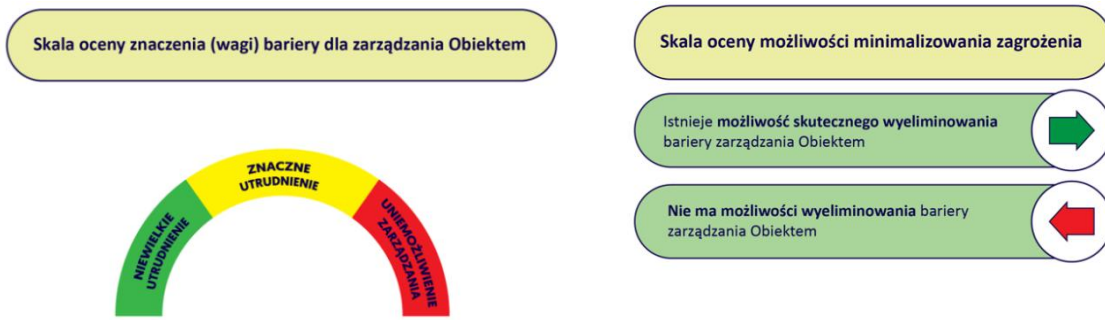 Skala oceny znaczenia (wagi) bariery dla zarządzania Obiektem
NIEWIELKIE
UTRUDNIENIE
ZNACZNE
UTRUDNIENIE
UNIEMOŻLIWIENIE
ZARZĄDZANIA
Skala oceny możliwości minimalizowania zagrożenia
Istnieje możliwość skutecznego wyeliminowania
bariery zarządzania Obiektem
Nie ma możliwości wyeliminowania bariery
zarządzania Obiektem